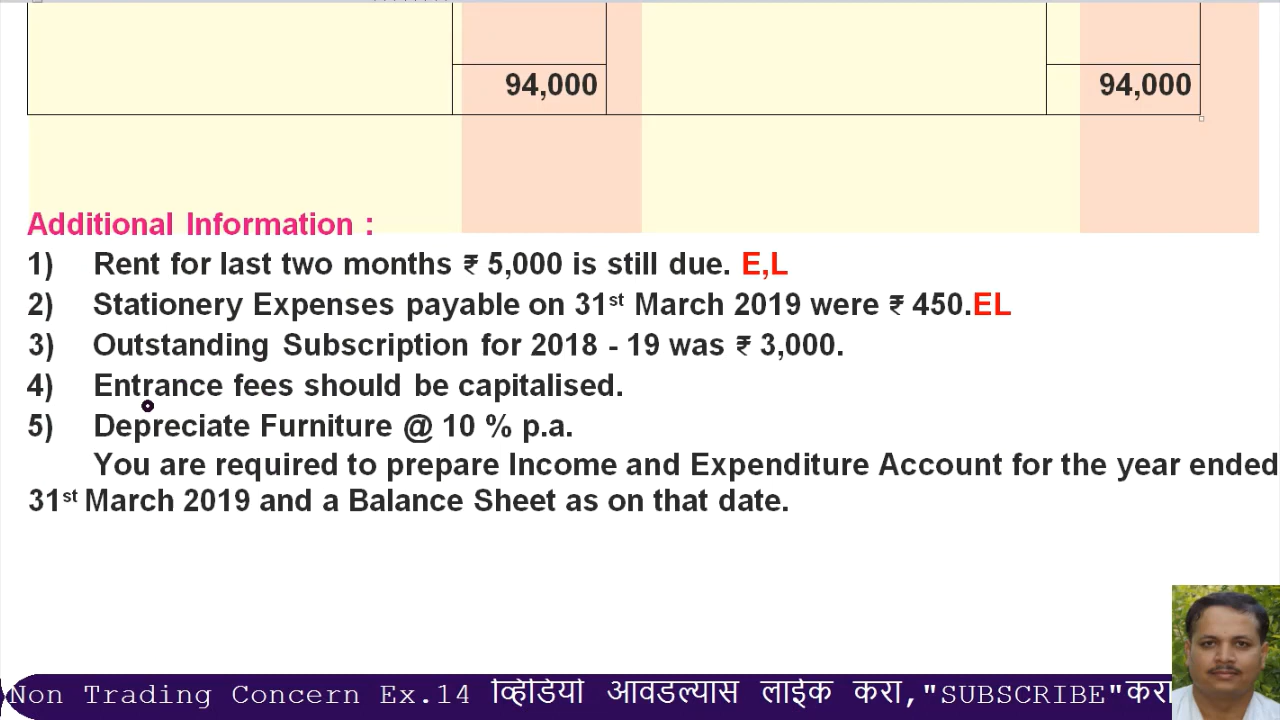 94,000 94,000
Additional Information :
1) Rent for last two months ₹ 5,000 is still due. E,L
2) Stationery Expenses payable on 31st March 2019 were ₹ 450.EL
3) Outstanding Subscription for 2018 - 19 was ₹ 3,000.
4) Entrance fees should be capitalised.
5) Depreciate Furniture @ 10 % p.a.
You are required to prepare Income and Expenditure Account for the year ended
31st March 2019 and a Balance Sheet as on that date.
Non Trading Concern Ex.14 व्हिडियो आवडल्यास लाईक करा,"SUBSCRIBE"करा